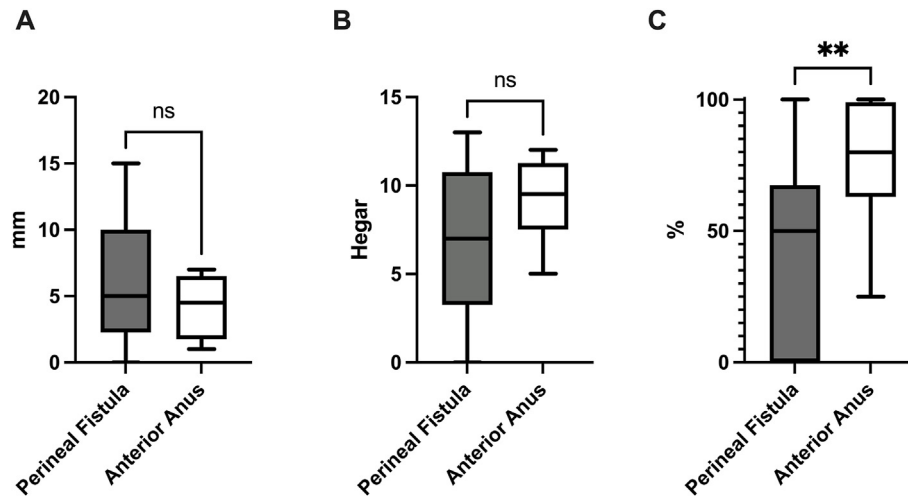 A
ns
20
15
10
5
0
mm
Perineal Fistula
Anterior Anus
B
ns
15
10
5
0
Hegar
Perineal Fistula
Anterior Anus
C
**
100
50
0
%
Perineal Fistula
Anterior Anus